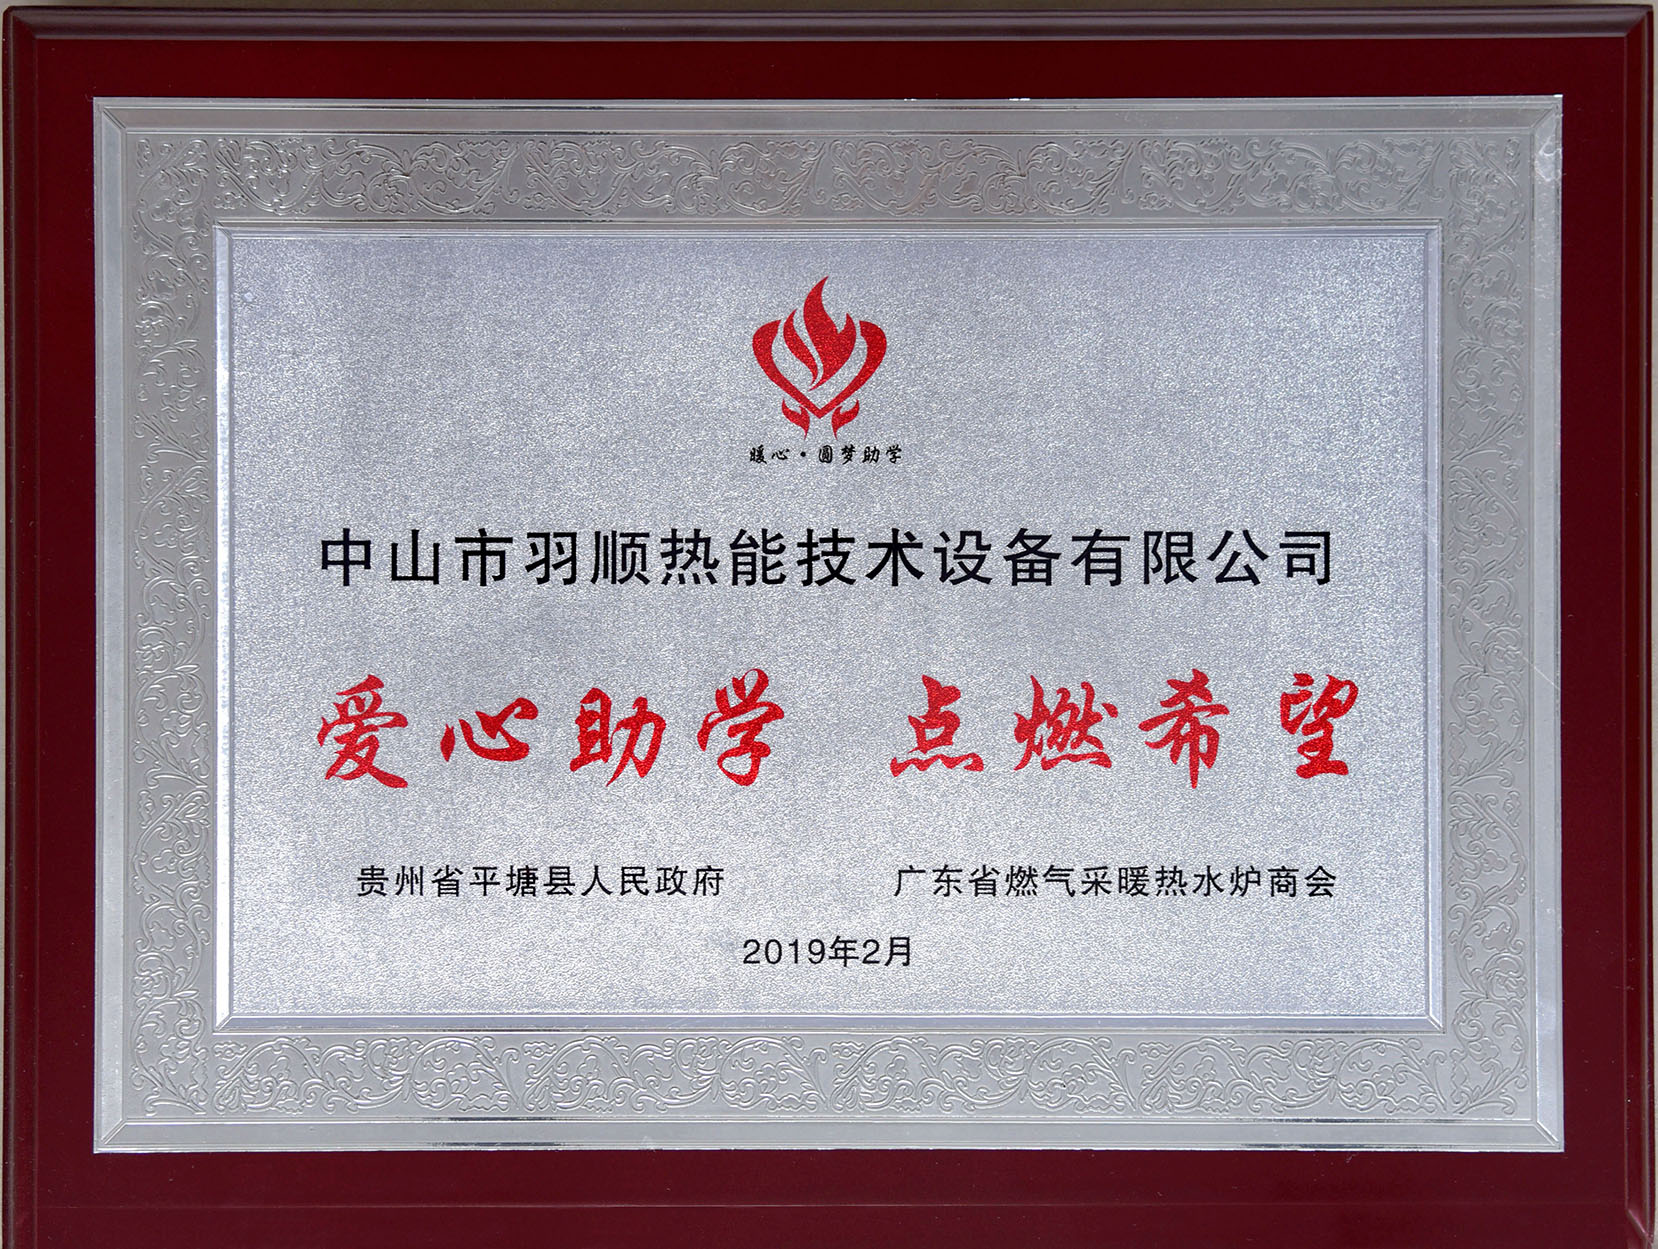 暖心·圆梦助学
中山市羽顺热能技术设备有限公司
爱心助学 点燃希望
贵州省平塘县人民政府 广东省燃气采暖热水炉商会
2019年2月